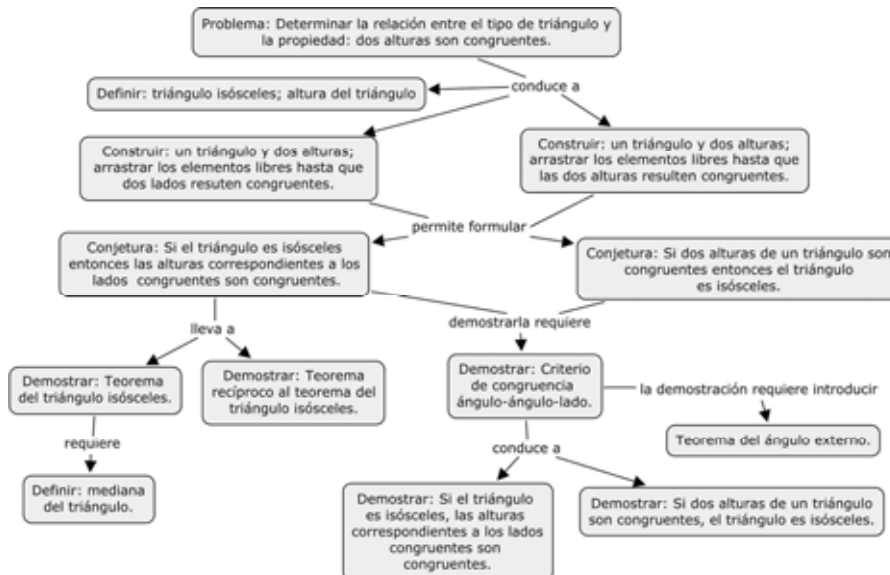 Problema: Determinar la relación entre el tipo de triángulo y
la propiedad: dos alturas son congruentes.
conduce a
Definir: triángulo isósceles; altura del triángulo
Construir: un triángulo y dos alturas;
arrastrar los elementos libres hasta que
dos lados resuten congruentes.
Construir: un triángulo y dos alturas;
arrastrar los elementos libres hasta que
las dos alturas resulten congruentes.
permite formular
Conjetura: Si el triángulo es isósceles
entonces las alturas correspondientes a los
lados congruentes son congruentes.
Conjetura: Si dos alturas de un triángulo son
congruentes entonces el triángulo
es isósceles.
lleva a
demostrarla requiere
Demostrar: Teorema
del triángulo isósceles.
Demostrar: Teorema
recíproco al teorema del
triángulo isósceles.
Demostrar: Criterio
de congruencia
ángulo-ángulo-lado.
la demostración requiere introducir
Teorema del ángulo externo.
requiere
conduce a
Definir: mediana
del triángulo.
Demostrar: Si el triángulo
es isósceles, las alturas
correspondientes a los lados
congruentes son
congruentes.
Demostrar: Si dos alturas de un triángulo
son congruentes, el triángulo es isósceles.